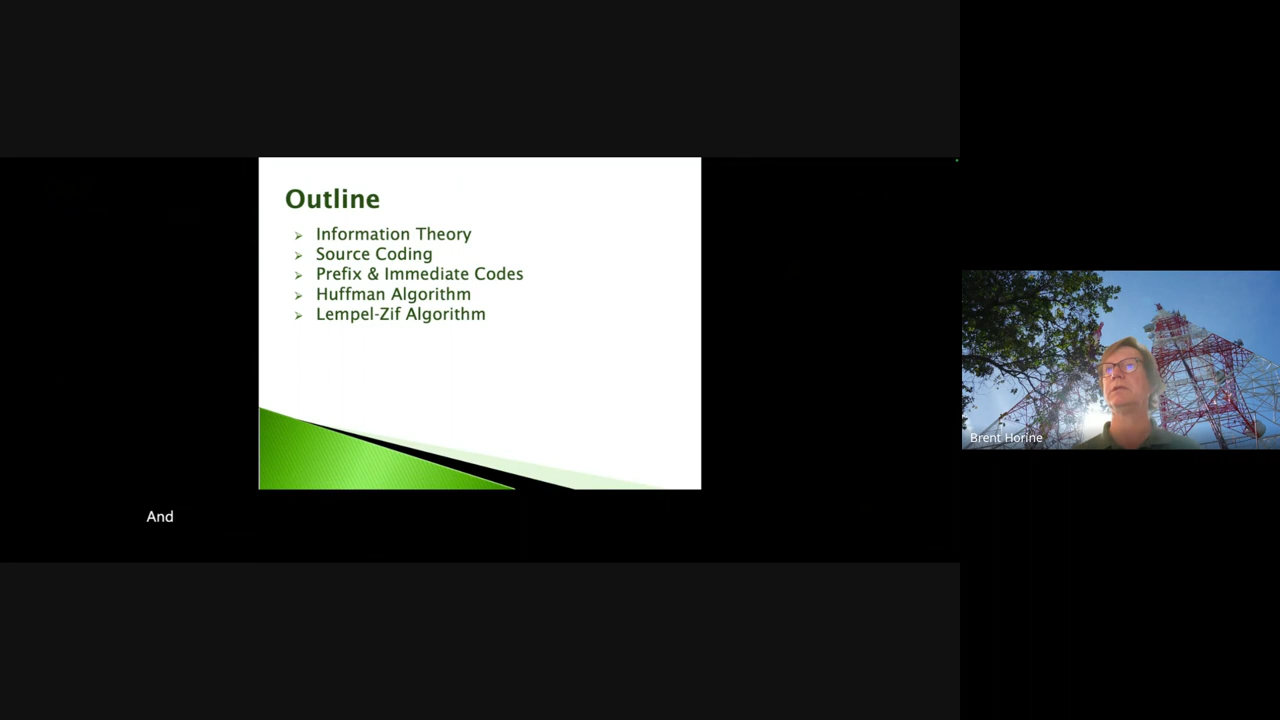 Outline
Information Theory
Source Coding
Prefix & Immediate Codes
Huffman Algorithm
Lempel-Zif Algorithm
Brent Horine
And